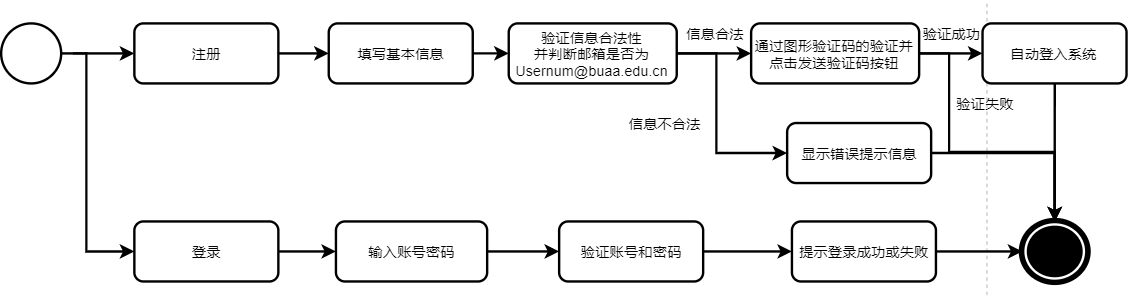 注册
填写基本信息
验证信息合法性
并判断邮箱是否为
Usernum@buaa.edu.cn
信息合法
通过图形验证码的验证并
点击发送验证码按钮
验证成功
自动登入系统
验证失败
信息不合法
显示错误提示信息
登录
输入账号密码
验证账号和密码
提示登录成功或失败